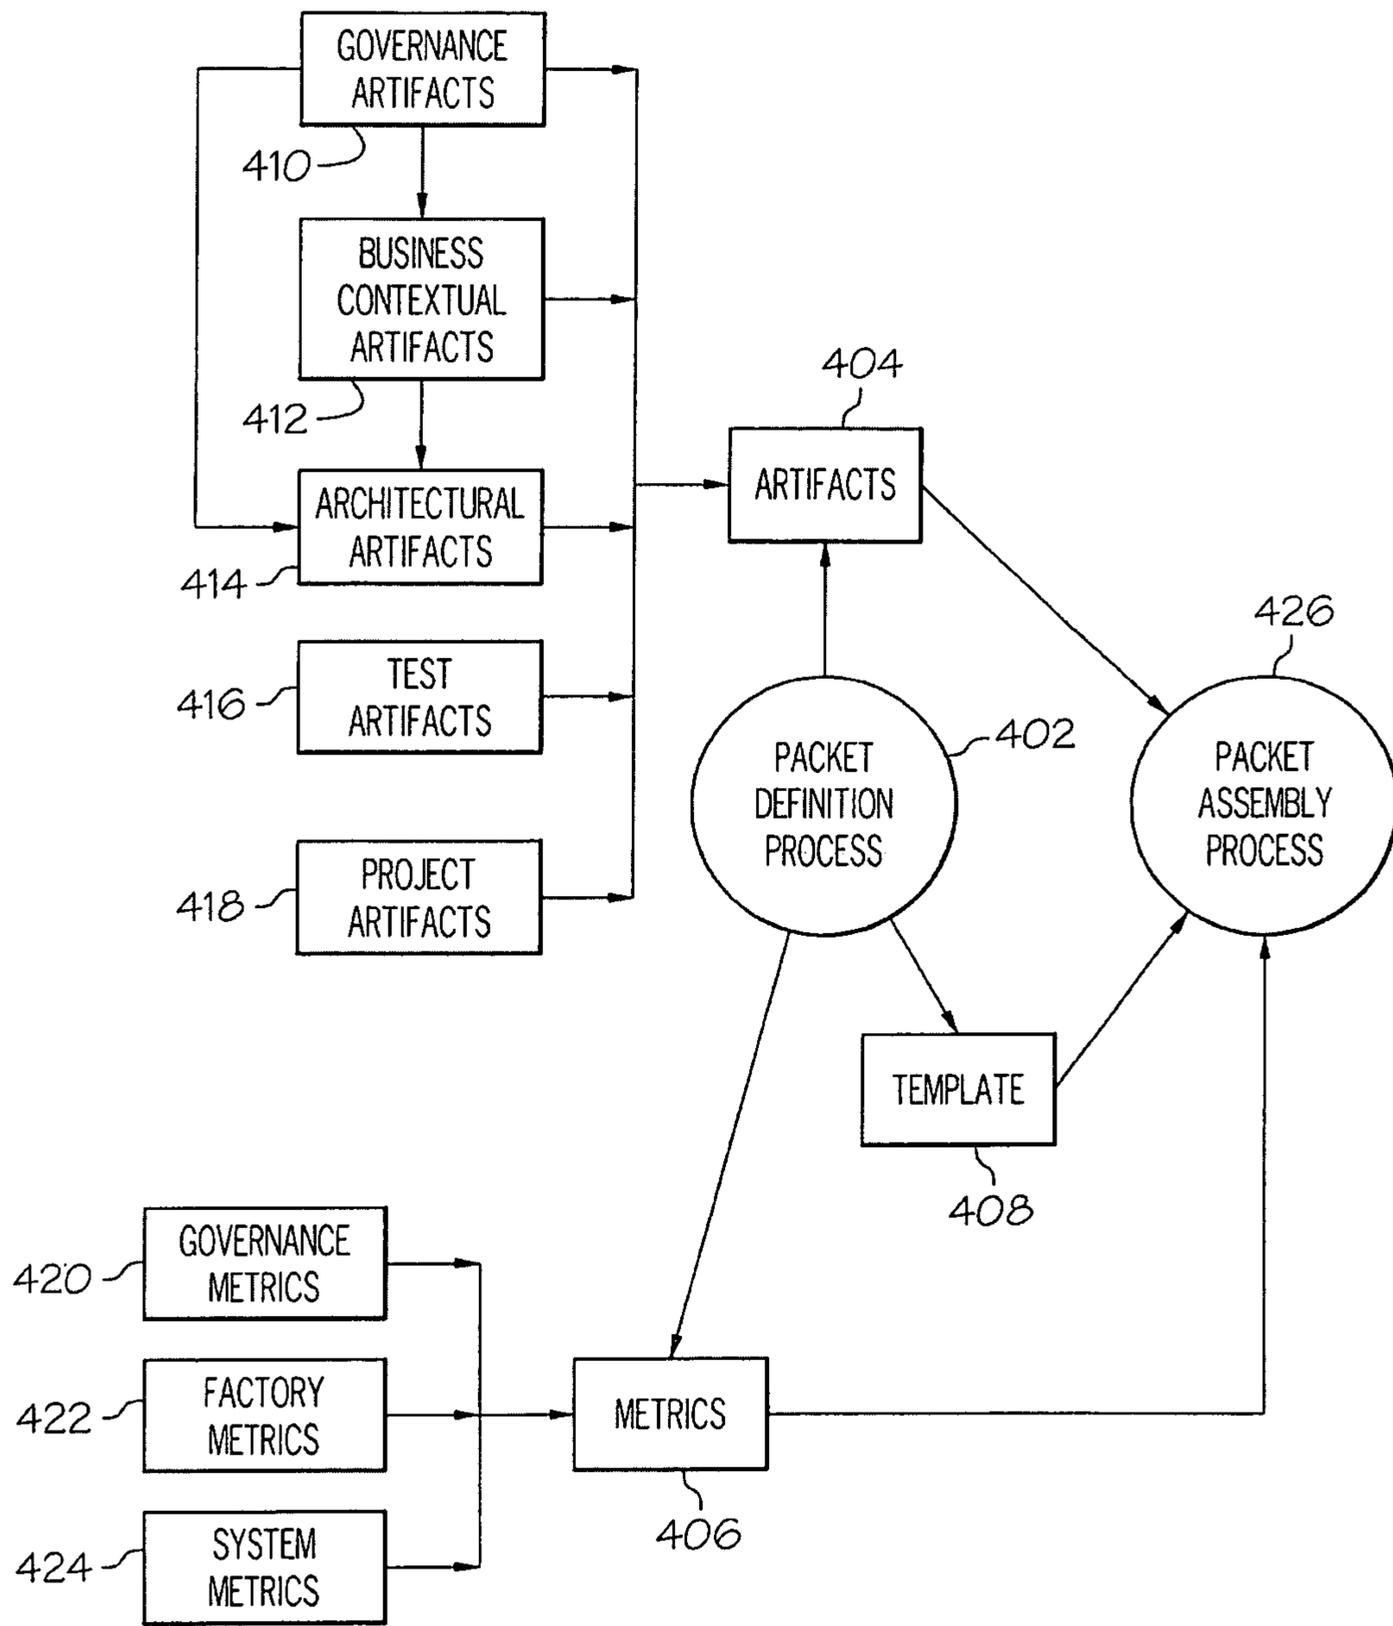 GOVERNANCE
ARTIFACTS
410
BUSINESS
CONTEXTUAL
ARTIFACTS
412
ARCHITECTURAL
ARTIFACTS
414
TEST
ARTIFACTS
416
PROJECT
ARTIFACTS
418
404
ARTIFACTS
402
PACKET
DEFINITION
PROCESS
426
PACKET
ASSEMBLY
PROCESS
TEMPLATE
408
GOVERNANCE
METRICS
420
FACTORY
METRICS
422
SYSTEM
METRICS
424
METRICS
406